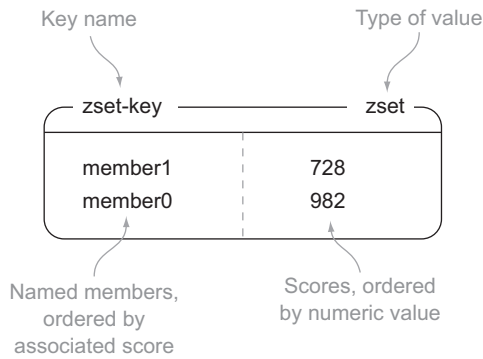 Key name
Type of value
zset-key
zset
member1
728
member0
982
Named members,
ordered by
associated score
Scores, ordered
by numeric value